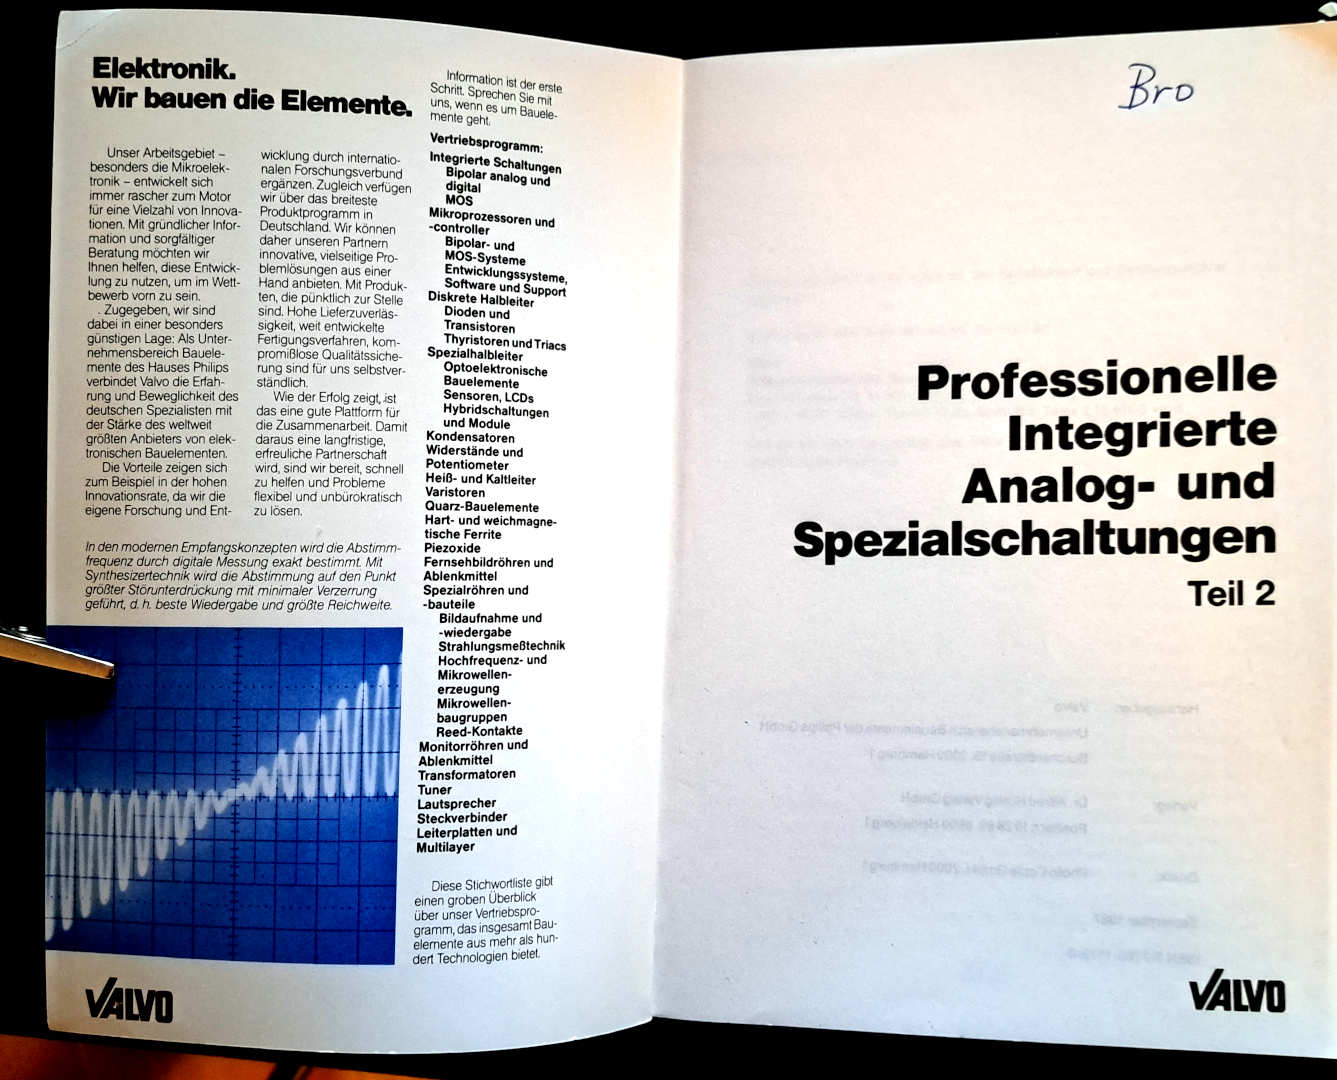 Elektronik.
Wir bauen die Elemente.
Unser Arbeitsgebiet –
besonders die Mikroelek-
tronik – entwickelt sich
immer rascher zum Motor
für eine Vielzahl von Innova-
tionen. Mit gründlicher Infor-
mation und sorgfältiger
Beratung möchten wir
Ihnen helfen, diese Entwick-
lung zu nutzen, um im Wett-
bewerb vorn zu sein.
Zugegeben, wir sind
dabei in einer besonders
günstigen Lage: Als Unter-
nehmensbereich Bauele-
mente des Hauses Philips
verbindet Valvo die Erfah-
rung und Beweglichkeit des
deutschen Spezialisten mit
der Stärke des weltweit
größten Anbieters von elek-
tronischen Bauelementen.
Die Vorteile zeigen sich
zum Beispiel in der hohen
Innovationsrate, da wir die
eigene Forschung und Ent-
wicklung durch internatio-
nalen Forschungsverbund
ergänzen. Zugleich verfügen
wir über das breiteste
Produktprogramm in
Deutschland. Wir können
daher unseren Partnern
innovative, vielseitige Pro-
blemlösungen aus einer
Hand anbieten. Mit Produk-
ten, die pünktlich zur Stelle
sind. Hohe Lieferzuverläs-
sigkeit, weit entwickelte
Fertigungsverfahren, kom-
promißlose Qualitätssiche-
rung sind für uns selbstver-
ständlich.
Wie der Erfolg zeigt, ist
das eine gute Plattform für
die Zusammenarbeit. Damit
daraus eine langfristige,
erfreuliche Partnerschaft
wird, sind wir bereit, schnell
zu helfen und Probleme
flexibel und unbürokratisch
zu lösen.
In den modernen Empfangskonzepten wird die Abstimm-
frequenz durch digitale Messung exakt bestimmt. Mit
Synthesizertechnik wird die Abstimmung auf den Punkt
größter Störunterdrückung mit minimaler Verzerrung
geführt, d. h. beste Wiedergabe und größte Reichweite.
VALVO
Information ist der erste
Schritt. Sprechen Sie mit
uns, wenn es um Bauele-
mente geht.
Vertriebsprogramm:
Integrierte Schaltungen
Bipolar analog und
digital
MOS
Mikroprozessoren und
-controller
Bipolar- und
MOS-Systeme
Entwicklungssysteme,
Software und Support
Diskrete Halbleiter
Dioden und
Transistoren
Thyristoren und Triacs
Spezialhalbleiter
Optoelektronische
Bauelemente
Sensoren, LCDs
Hybridschaltungen
und Module
Kondensatoren
Widerstände und
Potentiometer
Heiß- und Kaltleiter
Varistoren
Quarz-Bauelemente
Hart- und weichmagne-
tische Ferrite
Piezoxide
Fernsehbildröhren und
Ablenkmittel
Spezialröhren und
-bauteile
Bildaufnahme und
-wiedergabe
Strahlungsmeßtechnik
Hochfrequenz- und
Mikrowellen-
erzeugung
Mikrowellen-
baugruppen
Reed-Kontakte
Monitorröhren und
Ablenkmittel
Transformatoren
Tuner
Lautsprecher
Steckverbinder
Leiterplatten und
Multilayer
Diese Stichwortliste gibt
einen groben Überblick
über unser Vertriebspro-
gramm, das insgesamt Bau-
elemente aus mehr als hun-
dert Technologien bietet.
Bro
Professionelle
Integrierte
Analog- und
Spezialschaltungen
Teil 2
VALVO